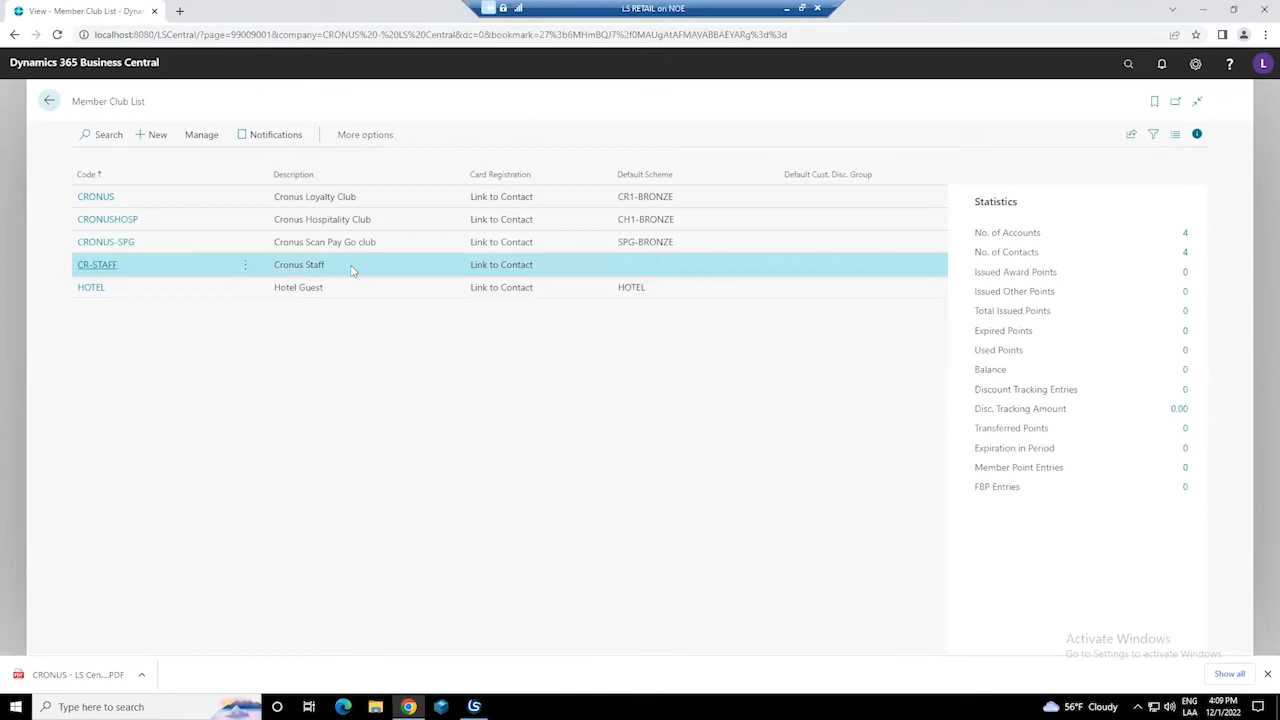 View - Member Club List - Dyna
LS RETAIL on NOE
localhost:8080/LSCentral/?page=99009001&company=CRONUS%20-%20LS%20Central&dc=0&bookmark=27%3b6MHmBQJ7%2f0MAUgAtAFMAVABBAEYARg%3d%3d
Dynamics 365 Business Central
L
Member Club List
Search New Manage Notifications More options
Code ↑ Description Card Registration Default Scheme Default Cust. Disc. Group
CRONUS Cronus Loyalty Club Link to Contact CR1-BRONZE
CRONUSHOSP Cronus Hospitality Club Link to Contact CH1-BRONZE
CRONUS-SPG Cronus Scan Pay Go club Link to Contact SPG-BRONZE
CR-STAFF Cronus Staff Link to Contact
HOTEL Hotel Guest Link to Contact HOTEL
Statistics
No. of Accounts 4
No. of Contacts 4
Issued Award Points 0
Issued Other Points 0
Total Issued Points 0
Expired Points 0
Used Points 0
Balance 0
Discount Tracking Entries 0
Disc. Tracking Amount 0.00
Transferred Points 0
Expiration in Period 0
Member Point Entries 0
FBP Entries 0
Activate Windows
Go to Settings to activate Windows.
CRONUS - LS Cen....PDF
Show all
Type here to search
56°F Cloudy
ENG
LAA
4:09 PM
12/1/2022